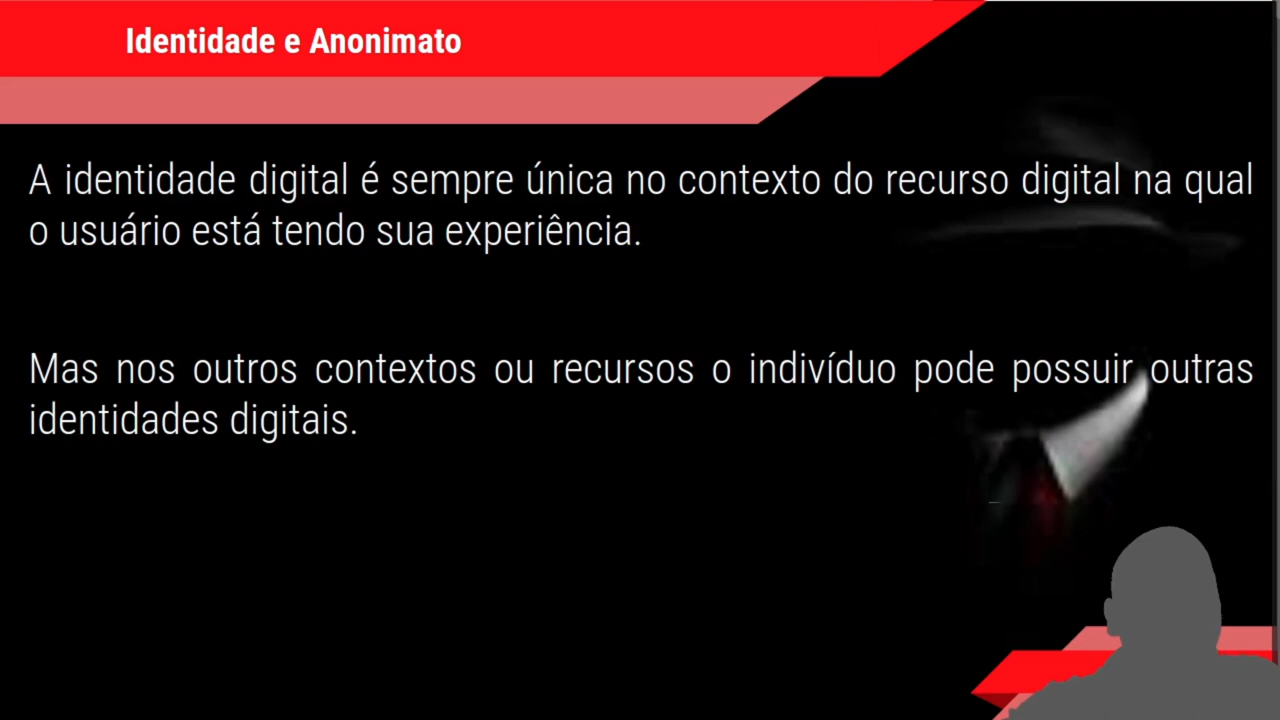 Identidade e Anonimato
A identidade digital é sempre única no contexto do recurso digital na qual
o usuário está tendo sua experiência.
Mas nos outros contextos ou recursos o indivíduo pode possuir outras
identidades digitais.